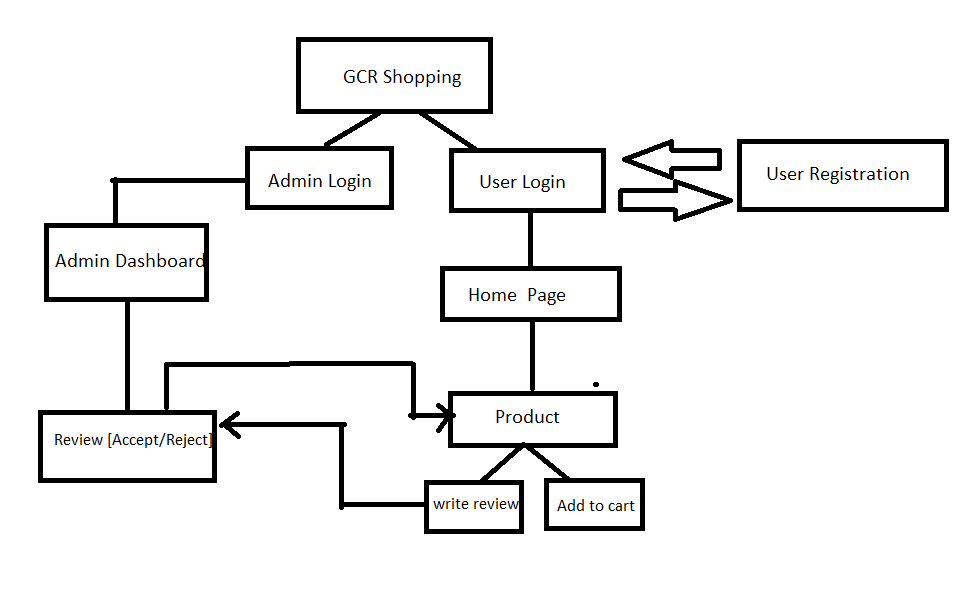 GCR Shopping
Admin Login
User Login
User Registration
Admin Dashboard
Home Page
Product
Review [Accept/Reject]
write review
Add to cart